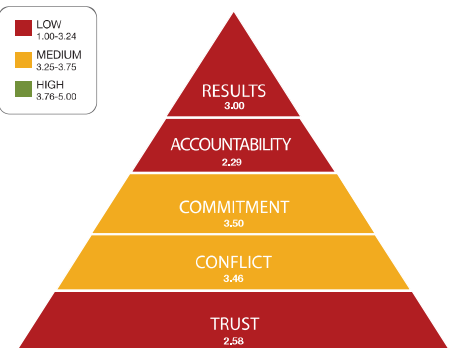 LOW
1.00-3.24
MEDIUM
3.25-3.75
HIGH
3.76-5.00
RESULTS
3.00
ACCOUNTABILITY
2.29
COMMITMENT
3.50
CONFLICT
3.46
TRUST
2.58